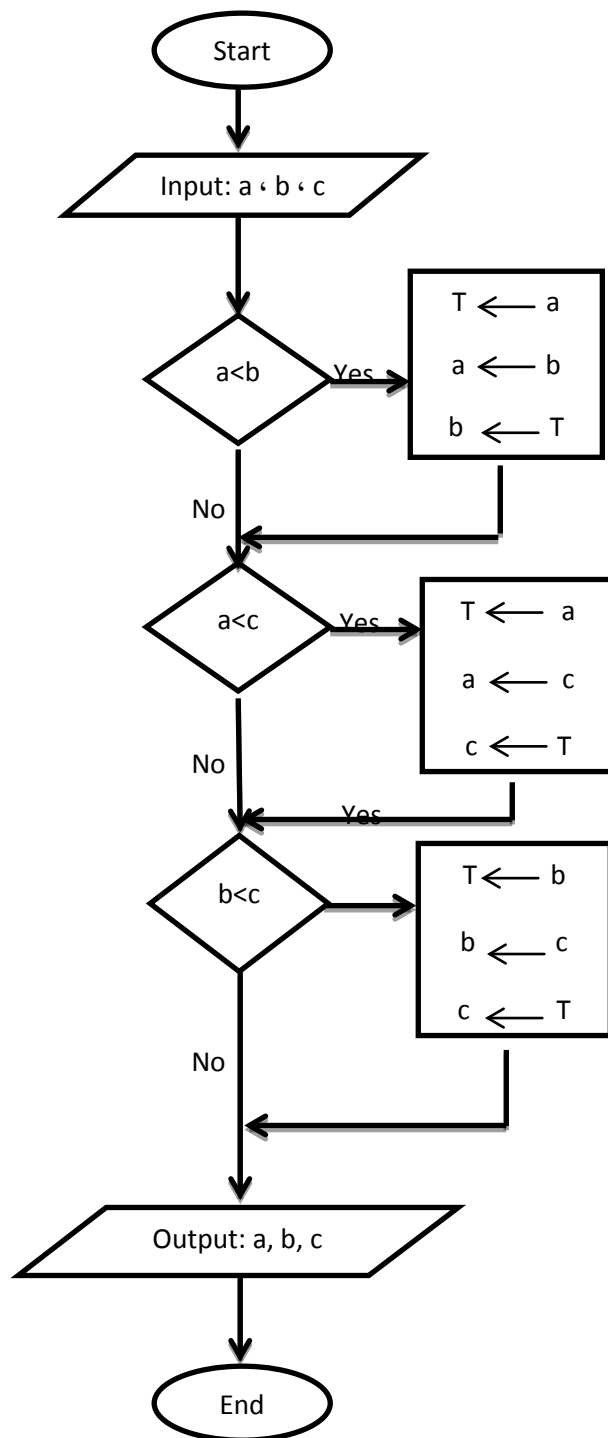 Start
Input: a ، b ، c
T ← a
a<b
Yes
a ← b
b ← T
No
a<c
Yes
T ← a
a ← c
c ← T
No
Yes
b<c
T ← b
b ← c
c ← T
No
Output: a, b, c
End